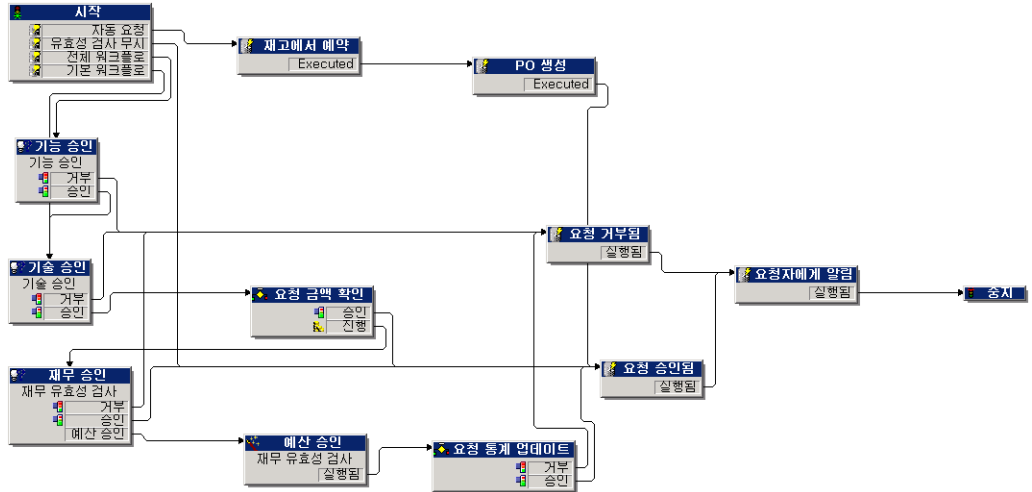 시작
자동 요청
유효성 검사 무시
전체 워크플로
기본 워크플로
재고에서 예약
Executed
PO 생성
Executed
기능 승인
기능 승인
거부
승인
요청 거부됨
실행됨
기술 승인
기술 승인
거부
승인
요청 금액 확인
승인
진행
요청자에게 알림
실행됨
중지
재무 승인
재무 유효성 검사
거부
승인
예산 승인
요청 승인됨
실행됨
예산 승인
재무 유효성 검사
실행됨
요청 통계 업데이트
거부
승인